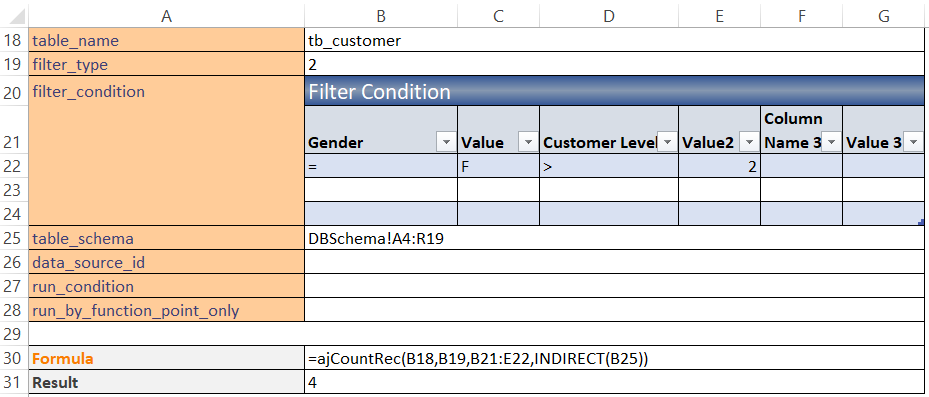 A B C D E F G
18 table_name tb_customer
19 filter_type 2
20 filter_condition Filter Condition
Column
21 Gender Value Customer Level Value2 Name 3 Value 3
22 = F > 2
23
24
25 table_schema DBSchema!A4:R19
26 data_source_id
27 run_condition
28 run_by_function_point_only
29
30 Formula =ajCountRec(B18,B19,B21:E22,INDIRECT(B25))
31 Result 4